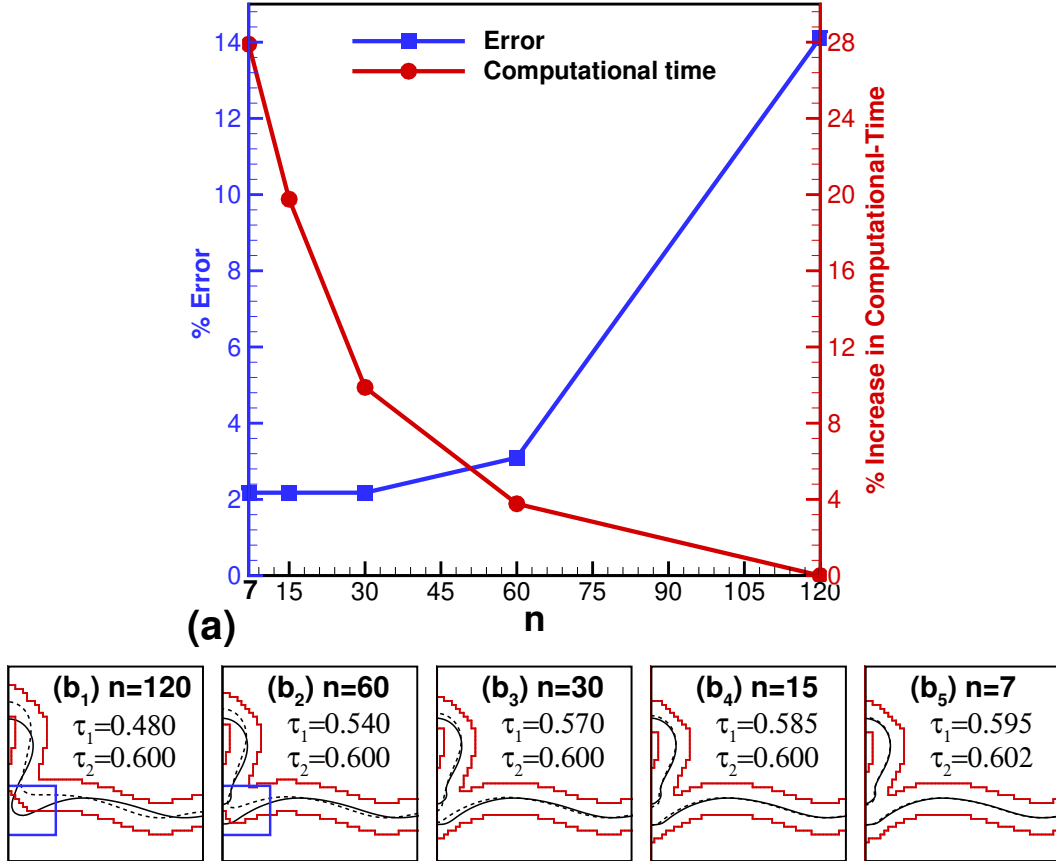 Error
Computational time
% Error
% Increase in Computational-Time
14
12
10
8
6
4
2
0
28
24
20
16
12
8
4
0
7 15 30 45 60 75 90 105 120
n
(a)
(b1) n=120
τ1=0.480
τ2=0.600
(b2) n=60
τ1=0.540
τ2=0.600
(b3) n=30
τ1=0.570
τ2=0.600
(b4) n=15
τ1=0.585
τ2=0.600
(b5) n=7
τ1=0.595
τ2=0.602